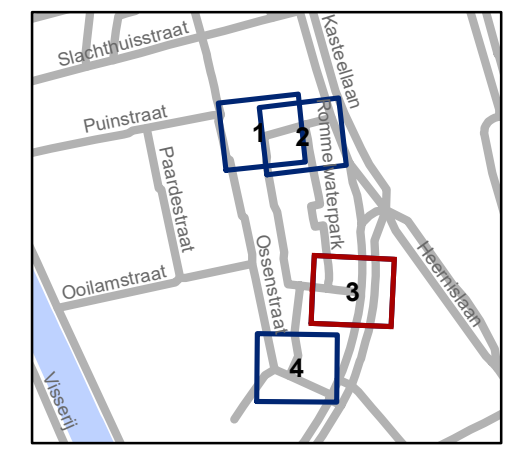 Slachthuisstraat
Kasteellaan
Puinstraat
1
2
Rommelwaterpark
Paardestraat
Ossenstraat
Heernislaan
Ooilamstraat
3
4
Visserij